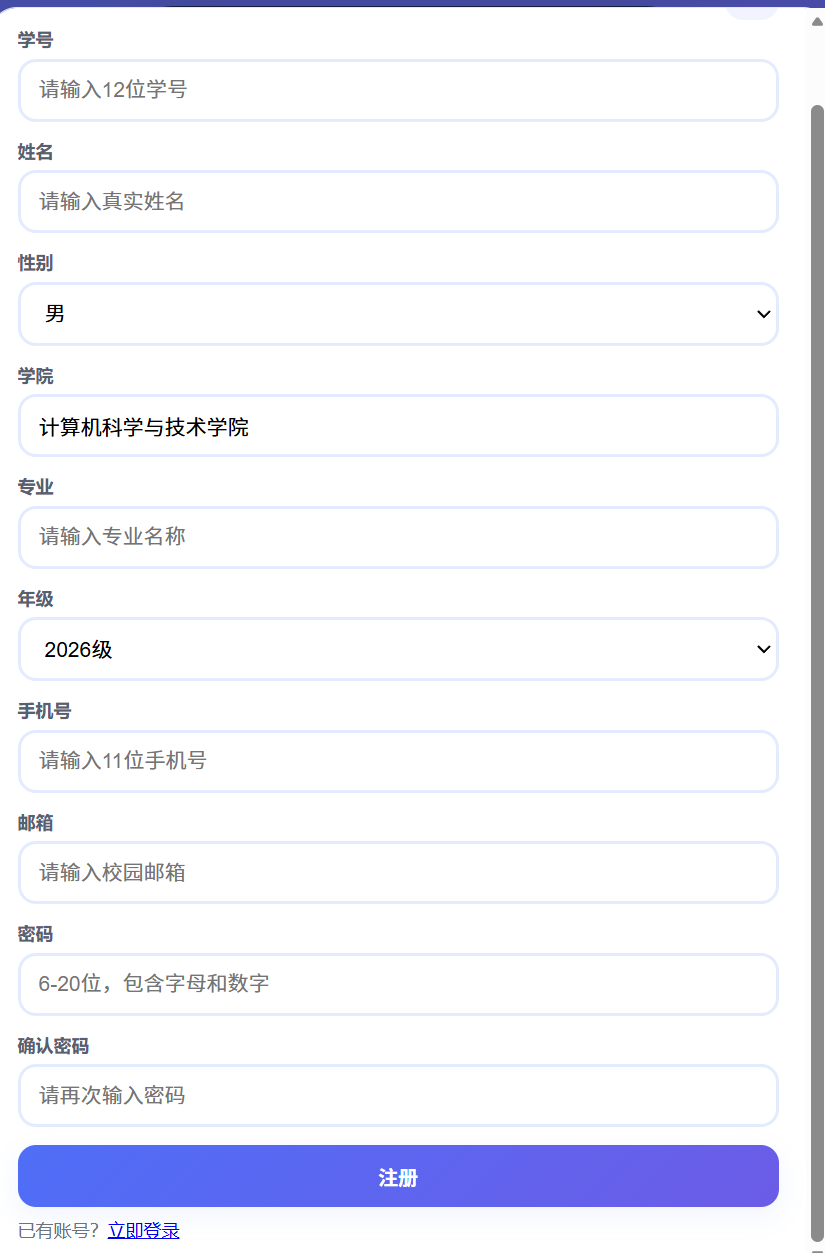 学号
请输入12位学号
姓名
请输入真实姓名
性别
男
学院
计算机科学与技术学院
专业
请输入专业名称
年级
2026级
手机号
请输入11位手机号
邮箱
请输入校园邮箱
密码
6-20位，包含字母和数字
确认密码
请再次输入密码
注册
已有账号？立即登录